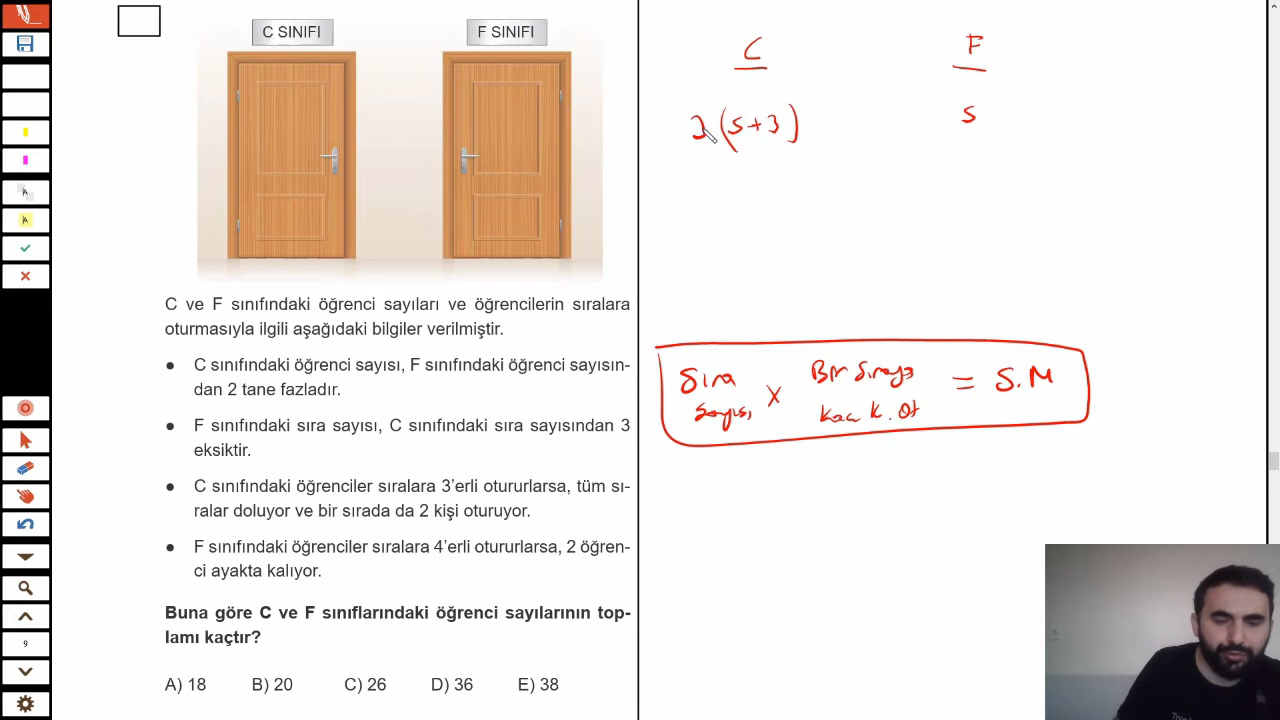 C SINIFI
F SINIFI
C ve F sınıfındaki öğrenci sayıları ve öğrencilerin sıralara
oturmasıyla ilgili aşağıdaki bilgiler verilmiştir.
● C sınıfındaki öğrenci sayısı, F sınıfındaki öğrenci sayısın-
dan 2 tane fazladır.
● F sınıfındaki sıra sayısı, C sınıfındaki sıra sayısından 3
eksiktir.
● C sınıfındaki öğrenciler sıralara 3’erli otururlarsa, tüm sı-
ralar doluyor ve bir sırada da 2 kişi oturuyor.
● F sınıfındaki öğrenciler sıralara 4’erli otururlarsa, 2 öğren-
ci ayakta kalıyor.
Buna göre C ve F sınıflarındaki öğrenci sayılarının top-
lamı kaçtır?
A) 18 B) 20 C) 26 D) 36 E) 38
C F
(s+3) s
Sıra Bir Sıraya
sayısı x kaç k. Ot = S.M
9